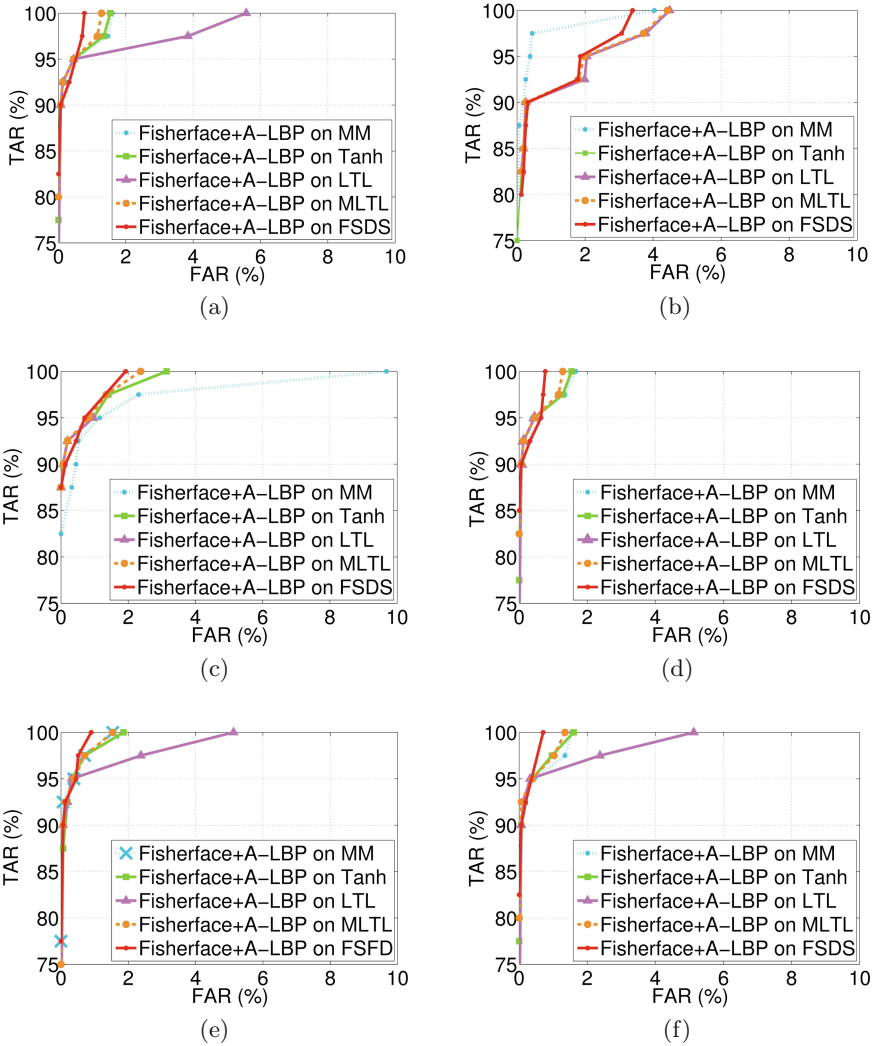 100
95
90
85
80
75
TAR (%)
0 2 4 6 8 10
FAR (%)
Fisherface+A−LBP on MM
Fisherface+A−LBP on Tanh
Fisherface+A−LBP on LTL
Fisherface+A−LBP on MLTL
Fisherface+A−LBP on FSDS
(a)
100
95
90
85
80
75
TAR (%)
0 2 4 6 8 10
FAR (%)
Fisherface+A−LBP on MM
Fisherface+A−LBP on Tanh
Fisherface+A−LBP on LTL
Fisherface+A−LBP on MLTL
Fisherface+A−LBP on FSDS
(b)
100
95
90
85
80
75
TAR (%)
0 2 4 6 8 10
FAR (%)
Fisherface+A−LBP on MM
Fisherface+A−LBP on Tanh
Fisherface+A−LBP on LTL
Fisherface+A−LBP on MLTL
Fisherface+A−LBP on FSDS
(c)
100
95
90
85
80
75
TAR (%)
0 2 4 6 8 10
FAR (%)
Fisherface+A−LBP on MM
Fisherface+A−LBP on Tanh
Fisherface+A−LBP on LTL
Fisherface+A−LBP on MLTL
Fisherface+A−LBP on FSDS
(d)
100
95
90
85
80
75
TAR (%)
0 2 4 6 8 10
FAR (%)
Fisherface+A−LBP on MM
Fisherface+A−LBP on Tanh
Fisherface+A−LBP on LTL
Fisherface+A−LBP on MLTL
Fisherface+A−LBP on FSFD
(e)
100
95
90
85
80
75
TAR (%)
0 2 4 6 8 10
FAR (%)
Fisherface+A−LBP on MM
Fisherface+A−LBP on Tanh
Fisherface+A−LBP on LTL
Fisherface+A−LBP on MLTL
Fisherface+A−LBP on FSDS
(f)